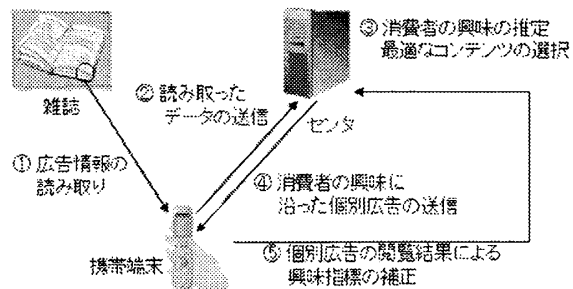 ③ 消費者の興味の推定
最適なコンテンツの選択
② 読み取った
データの送信
雑誌
センタ
① 広告情報の
読み取り
④ 消費者の興味に
沿った個別広告の送信
携帯端末
⑤ 個別広告の閲覧結果による
興味指標の補正